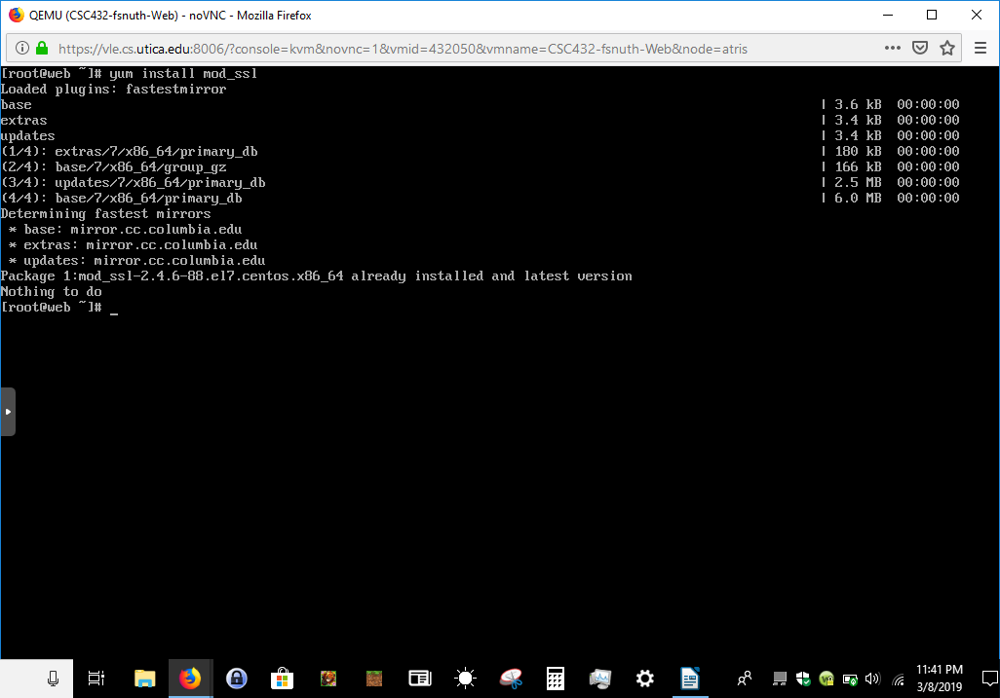 QEMU (CSC432-fsnuth-Web) - noVNC - Mozilla Firefox
https://vle.cs.utica.edu:8006/?console=kvm&novnc=1&vmid=432050&vmname=CSC432-fsnuth-Web&node=atris
[root@web ~]# yum install mod_ssl
Loaded plugins: fastestmirror
base | 3.6 kB 00:00:00
extras | 3.4 kB 00:00:00
updates | 3.4 kB 00:00:00
(1/4): extras/7/x86_64/primary_db | 180 kB 00:00:00
(2/4): base/7/x86_64/group_gz | 166 kB 00:00:00
(3/4): updates/7/x86_64/primary_db | 2.5 MB 00:00:00
(4/4): base/7/x86_64/primary_db | 6.0 MB 00:00:00
Determining fastest mirrors
* base: mirror.cc.columbia.edu
* extras: mirror.cc.columbia.edu
* updates: mirror.cc.columbia.edu
Package 1:mod_ssl-2.4.6-88.el7.centos.x86_64 already installed and latest version
Nothing to do
[root@web ~]# _
11:41 PM
3/8/2019